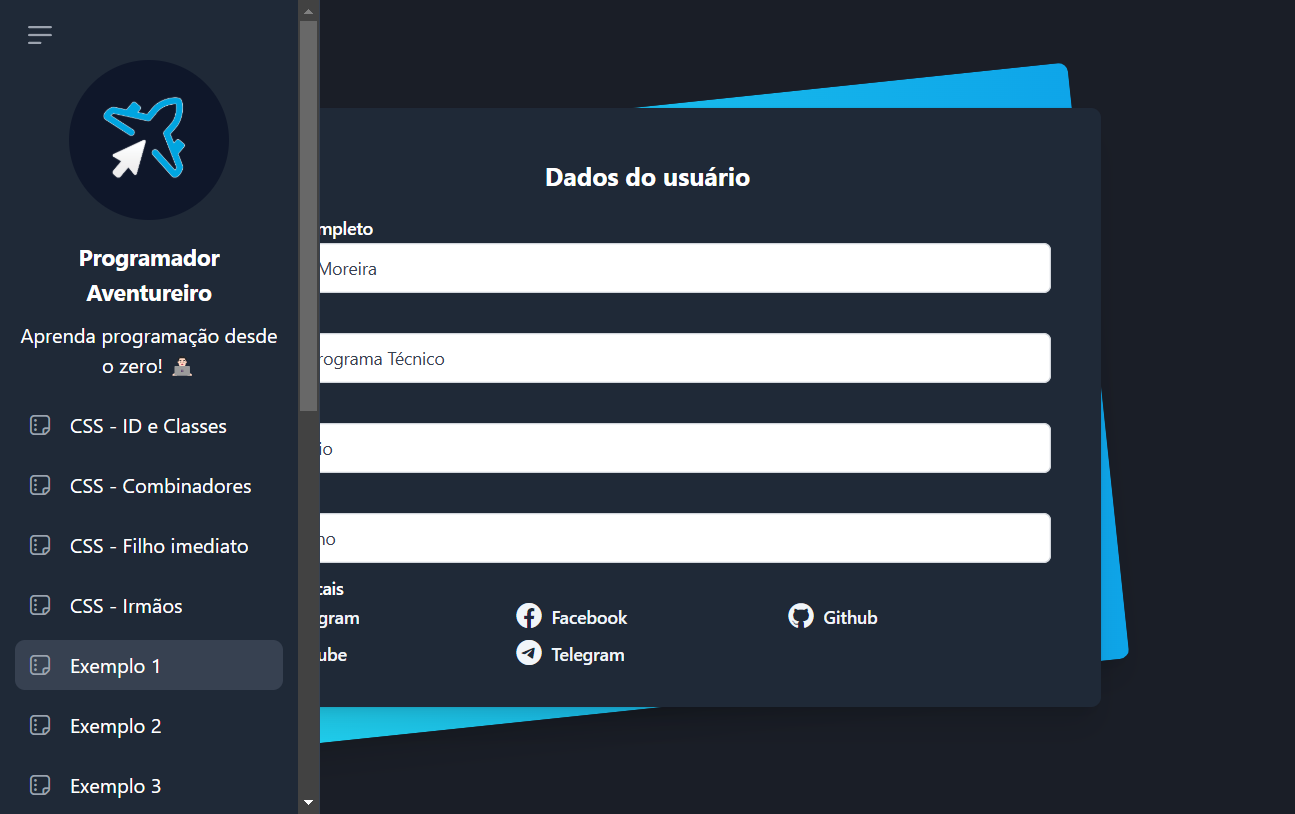 Programador
Aventureiro
Aprenda programação desde
o zero!
CSS - ID e Classes
CSS - Combinadores
CSS - Filho imediato
CSS - Irmãos
Exemplo 1
Exemplo 2
Exemplo 3
Dados do usuário
mpleto
Moreira
rograma Técnico
io
no
tais
gram
Facebook
Github
ube
Telegram